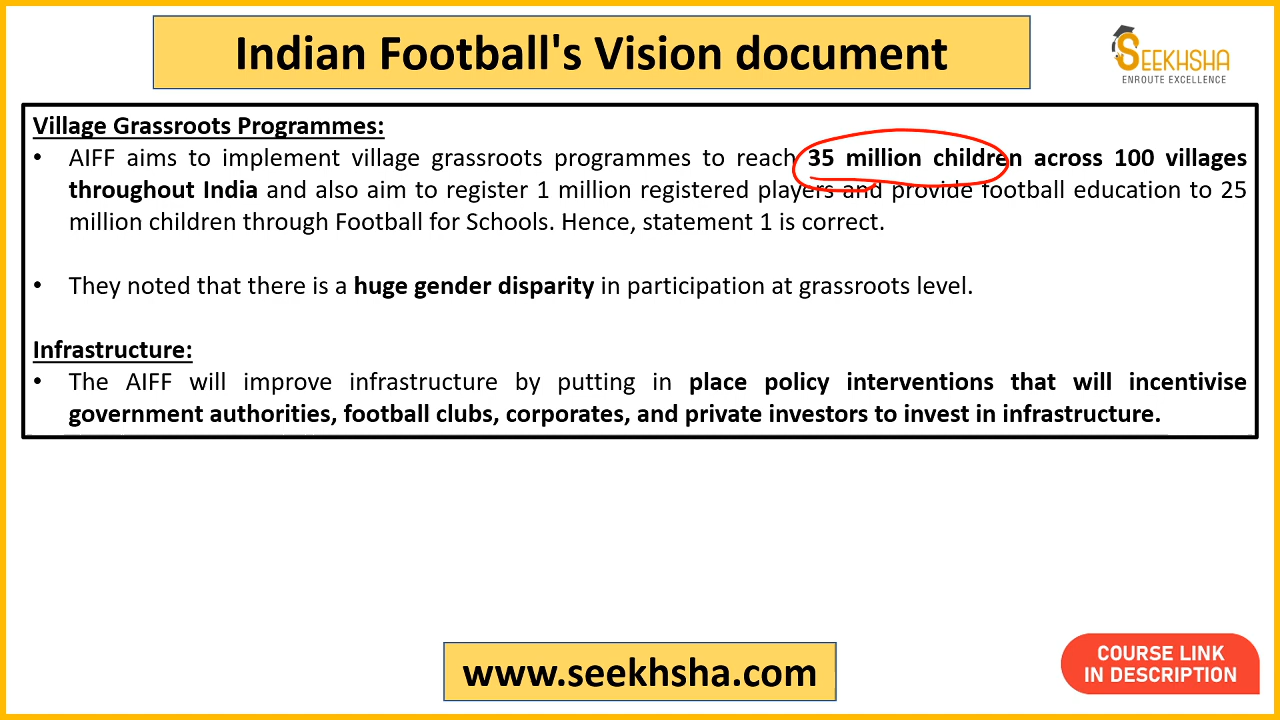 Indian Football's Vision document
SEEKHSHA
ENROUTE EXCELLENCE
Village Grassroots Programmes:
• AIFF aims to implement village grassroots programmes to reach 35 million children across 100 villages
throughout India and also aim to register 1 million registered players and provide football education to 25
million children through Football for Schools. Hence, statement 1 is correct.
• They noted that there is a huge gender disparity in participation at grassroots level.
Infrastructure:
• The AIFF will improve infrastructure by putting in place policy interventions that will incentivise
government authorities, football clubs, corporates, and private investors to invest in infrastructure.
www.seekhsha.com
COURSE LINK
IN DESCRIPTION